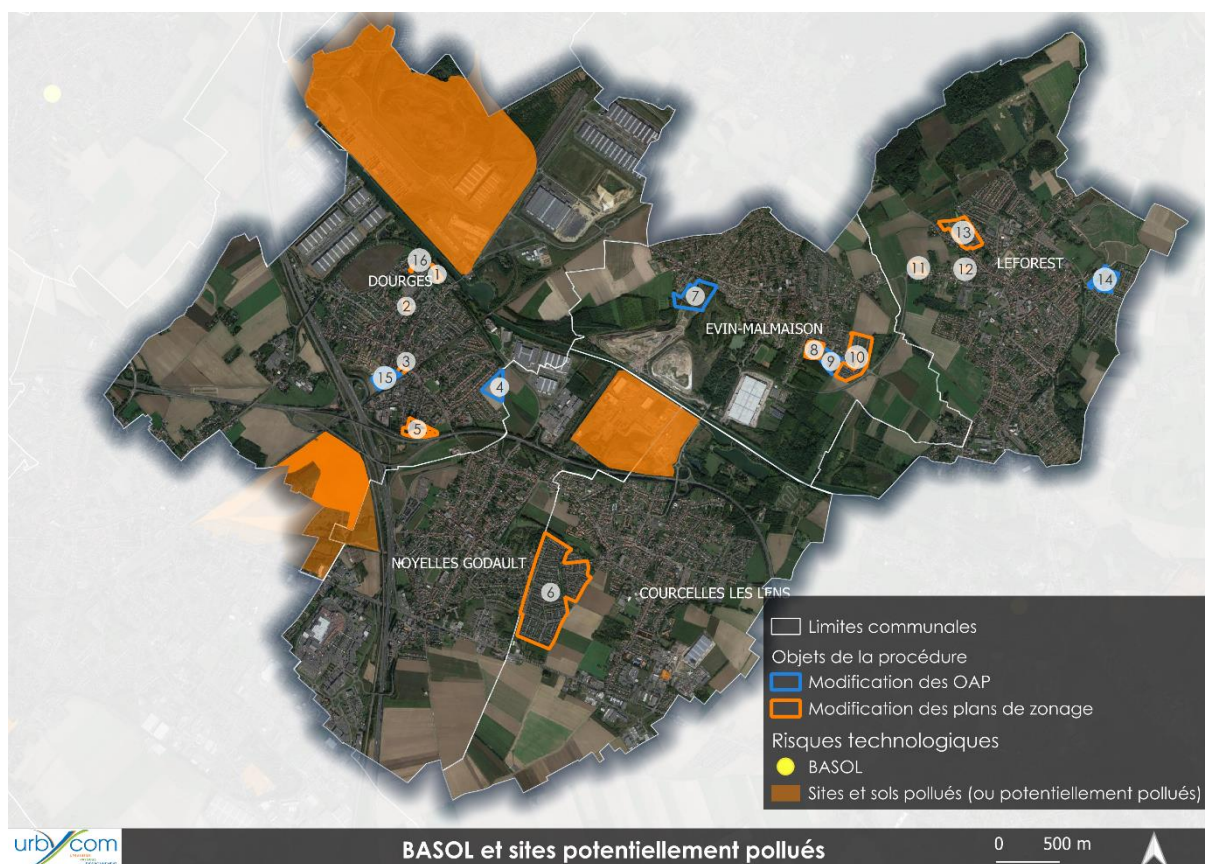 13
LEFOREST
16
1
11
12
DOURGES
14
7
2
EVIN-MALMAISON
8
10
3
9
15
4
5
NOYELLES GODAULT
6
COURCELLES LES LENS
Limites communales
Objets de la procédure
Modification des OAP
Modification des plans de zonage
Risques technologiques
BASOL
Sites et sols pollués (ou potentiellement pollués)
urbycom
BASOL et sites potentiellement pollués
0 500 m